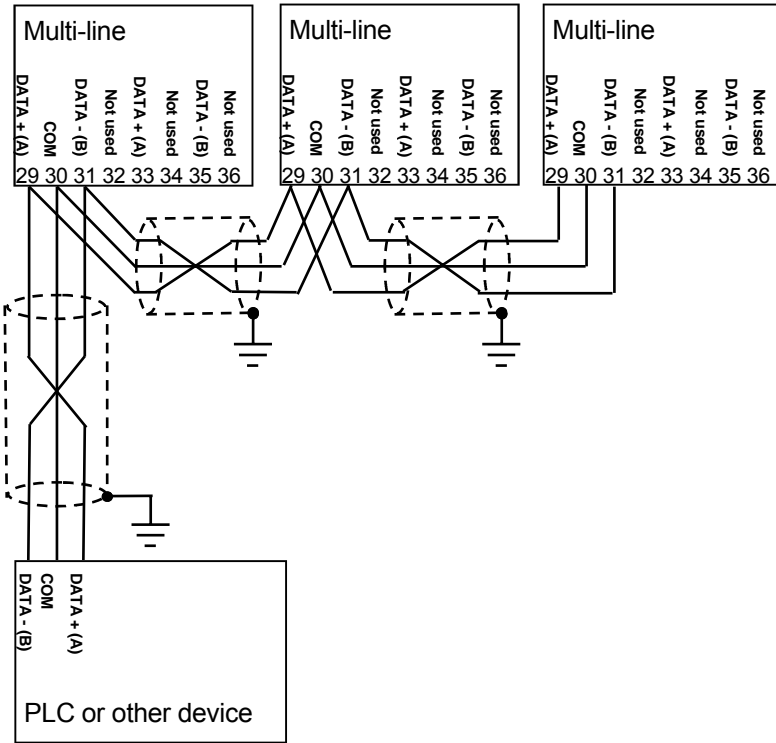 Multi-line
DATA + (A)
COM
DATA - (B)
Not used
DATA + (A)
Not used
DATA - (B)
Not used
29 30 31 32 33 34 35 36
Multi-line
DATA + (A)
COM
DATA - (B)
Not used
DATA + (A)
Not used
DATA - (B)
Not used
29 30 31 32 33 34 35 36
Multi-line
DATA + (A)
COM
DATA - (B)
Not used
DATA + (A)
Not used
DATA - (B)
Not used
29 30 31 32 33 34 35 36
DATA - (B)
COM
DATA + (A)
PLC or other device